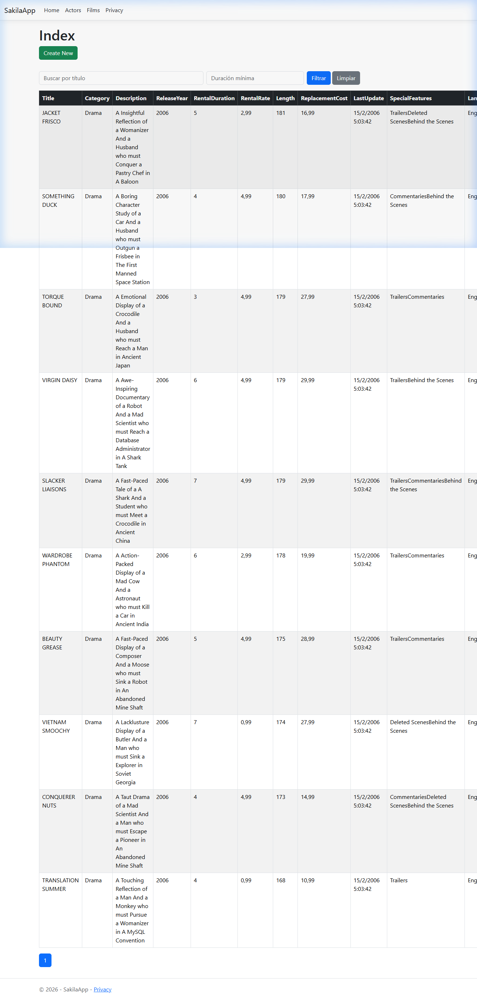 SakilaApp Home Actors Films Privacy
Index
Create New
Buscar por título Duración mínima Filtrar Limpiar
Title Category Description ReleaseYear RentalDuration RentalRate Length ReplacementCost LastUpdate SpecialFeatures Lan
JACKET Drama A Insightful 2006 5 2,99 181 16,99 15/2/2006 TrailersDeleted Eng
FRISCO Reflection of 5:03:42 ScenesBehind the Scenes
a Womanizer
And a
Husband
who must
Conquer a
Pastry Chef in
A Baloon
SOMETHING Drama A Boring 2006 4 4,99 180 17,99 15/2/2006 CommentariesBehind the Eng
DUCK Character 5:03:42 Scenes
Study of a
Car And a
Husband
who must
Outgun a
Frisbee in
The First
Manned
Space Station
TORQUE Drama A Emotional 2006 3 4,99 179 27,99 15/2/2006 TrailersCommentaries Eng
BOUND Display of a 5:03:42
Crocodile
And a
Husband
who must
Reach a Man
in Ancient
Japan
VIRGIN DAISY Drama A Awe- 2006 6 4,99 179 29,99 15/2/2006 TrailersBehind the Scenes Eng
Inspiring 5:03:42
Documentary
of a Robot
And a Mad
Scientist who
must Reach a
Database
Administrator
in A Shark
Tank
SLACKER Drama A Fast-Paced 2006 7 4,99 179 29,99 15/2/2006 TrailersCommentariesBehind Eng
LIAISONS Tale of a A 5:03:42 the Scenes
Shark And a
Student who
must Meet a
Crocodile in
Ancient
China
WARDROBE Drama A Action- 2006 6 2,99 178 19,99 15/2/2006 TrailersCommentaries Eng
PHANTOM Packed 5:03:42
Display of a
Mad Cow
And a
Astronaut
who must Kill
a Car in
Ancient India
BEAUTY Drama A Fast-Paced 2006 5 4,99 175 28,99 15/2/2006 TrailersCommentaries Eng
GREASE Display of a 5:03:42
Composer
And a Moose
who must
Sink a Robot
in An
Abandoned
Mine Shaft
VIETNAM Drama A Lacklusture 2006 7 0,99 174 27,99 15/2/2006 Deleted ScenesBehind the Eng
SMOOCHY Display of a 5:03:42 Scenes
Butler And a
Man who
must Sink a
Explorer in
Soviet
Georgia
CONQUERER Drama A Taut Drama 2006 4 4,99 173 14,99 15/2/2006 CommentariesDeleted Eng
NUTS of a Mad 5:03:42 ScenesBehind the Scenes
Scientist And
a Man who
must Escape
a Pioneer in
An
Abandoned
Mine Shaft
TRANSLATION Drama A Touching 2006 4 0,99 168 10,99 15/2/2006 Trailers Eng
SUMMER Reflection of 5:03:42
a Man And a
Monkey who
must Pursue
a Womanizer
in A MySQL
Convention
1
© 2026 - SakilaApp - Privacy